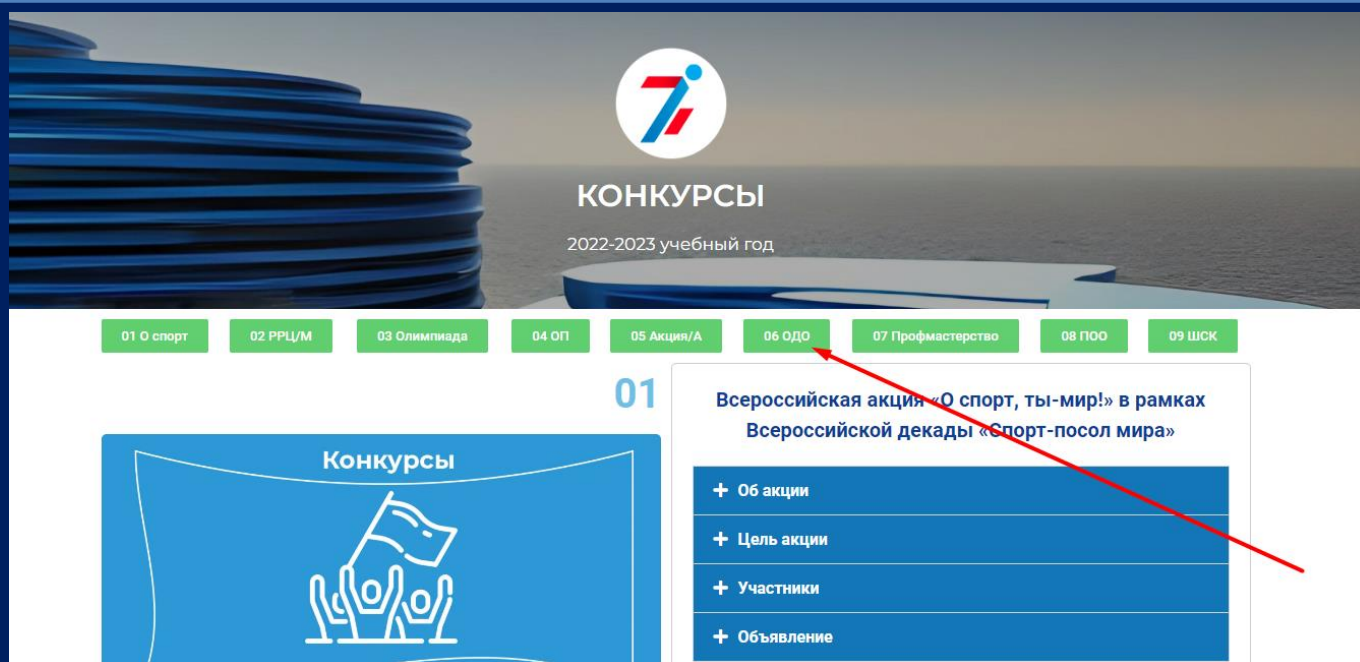 КОНКУРСЫ
2022-2023 учебный год
01 О спорт
02 РРЦ/М
03 Олимпиада
04 ОП
05 Акция/А
06 ОДО
07 Профмастерство
08 ПОО
09 ШСК
01
Конкурсы
Всероссийская акция «О спорт, ты-мир!» в рамках
Всероссийской декады «Спорт-посол мира»
+ Об акции
+ Цель акции
+ Участники
+ Объявление